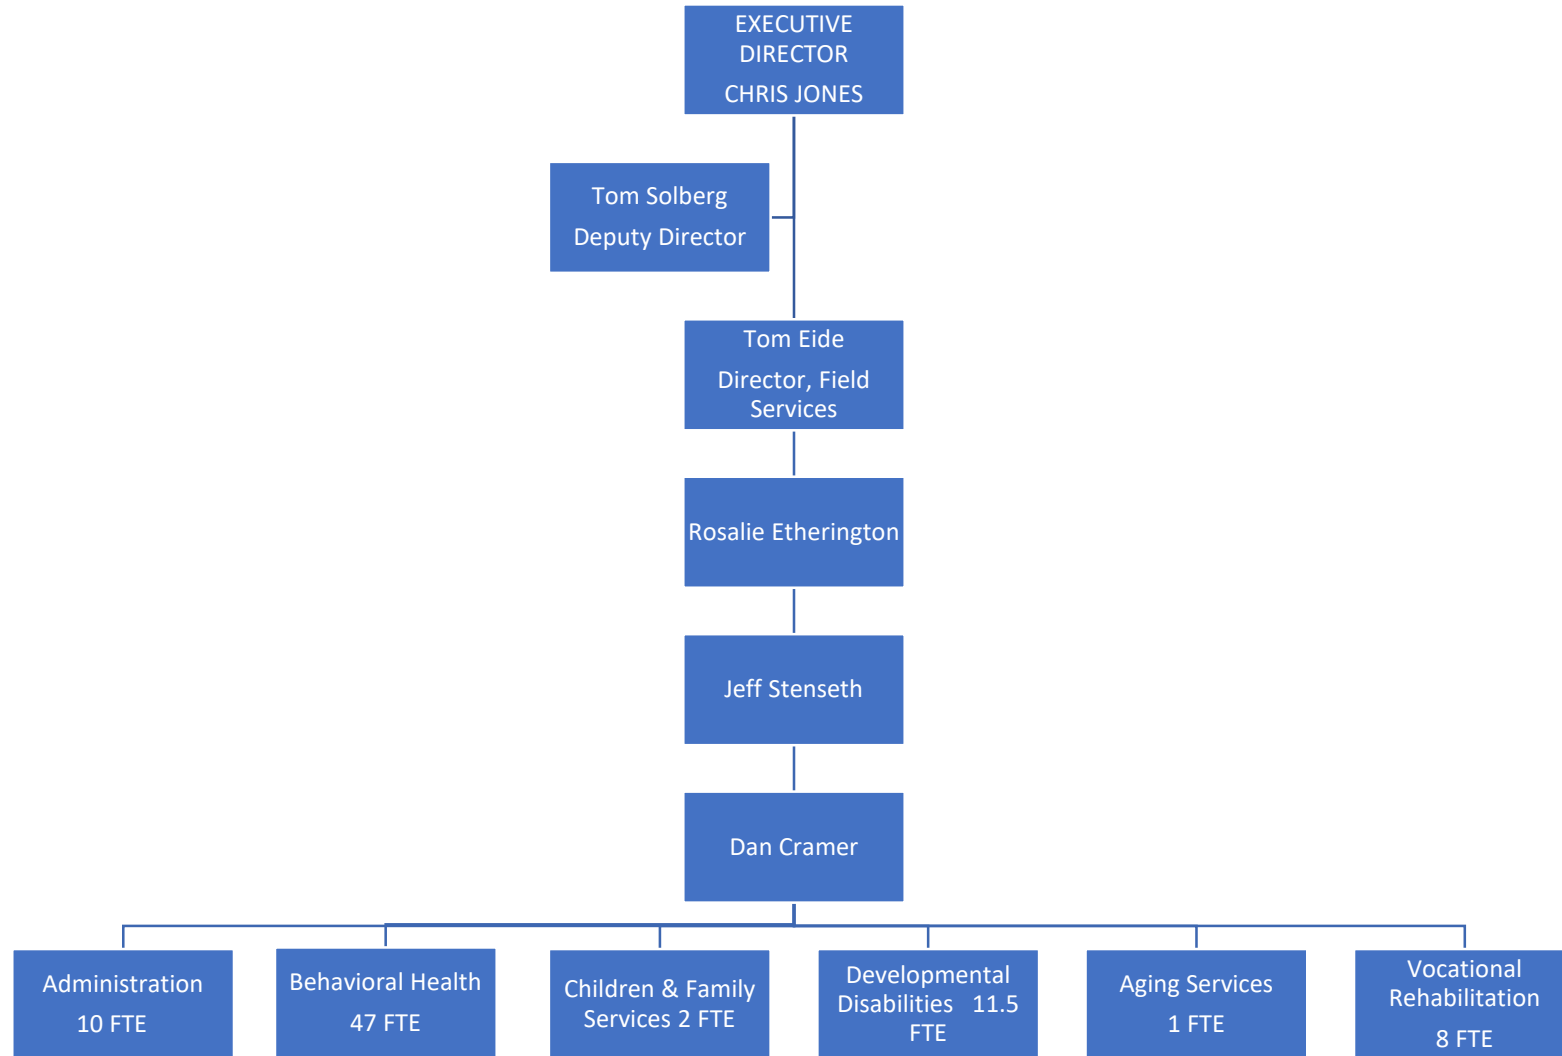 EXECUTIVE
DIRECTOR
CHRIS JONES
Tom Solberg
Deputy Director
Tom Eide
Director, Field
Services
Rosalie Etherington
Jeff Stenseth
Dan Cramer
Administration
10 FTE
Behavioral Health
47 FTE
Children & Family
Services 2 FTE
Developmental
Disabilities 11.5
FTE
Aging Services
1 FTE
Vocational
Rehabilitation
8 FTE